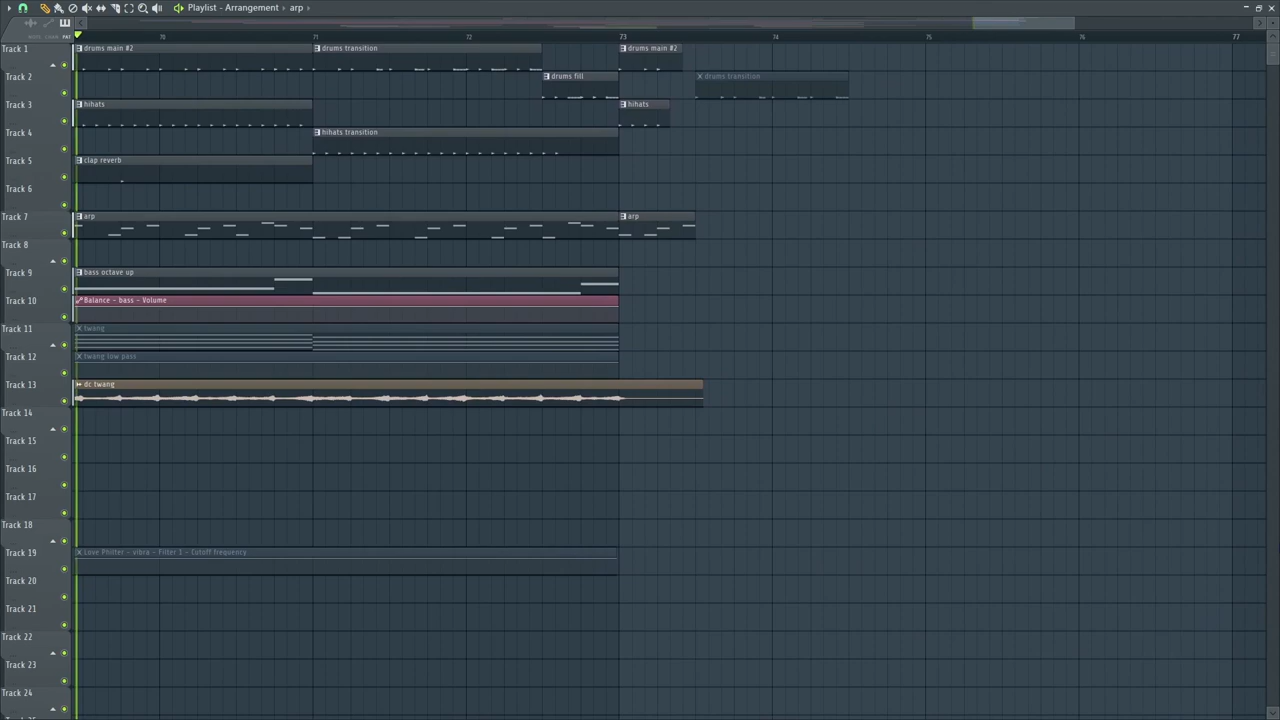 Playlist - Arrangement › arp ›
70 71 72 73 74 75 76 77
Track 1 drums main #2 drums transition drums main #2
Track 2 drums fill drums transition
Track 3 hihats hihats
Track 4 hihats transition
Track 5 clap reverb
Track 6
Track 7 arp arp
Track 8
Track 9 bass octave up
Track 10 Balance - bass - Volume
Track 11 twang
Track 12 twang low pass
Track 13 dc twang
Track 14
Track 15
Track 16
Track 17
Track 18
Track 19 Love Philter - vibra - Filter 1 - Cutoff frequency
Track 20
Track 21
Track 22
Track 23
Track 24